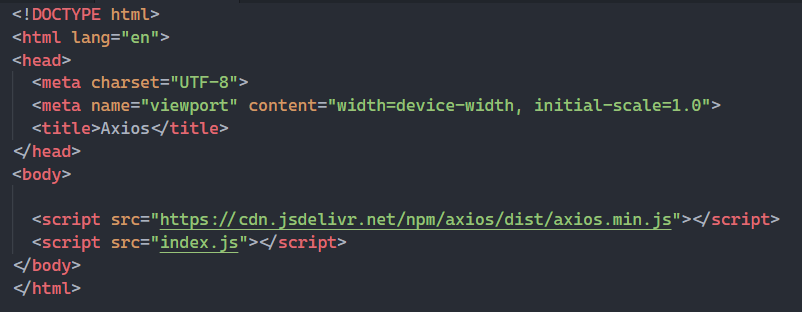 <!DOCTYPE html>
<html lang="en">
<head>
  <meta charset="UTF-8">
  <meta name="viewport" content="width=device-width, initial-scale=1.0">
  <title>Axios</title>
</head>
<body>

  <script src="https://cdn.jsdelivr.net/npm/axios/dist/axios.min.js"></script>
  <script src="index.js"></script>
</body>
</html>